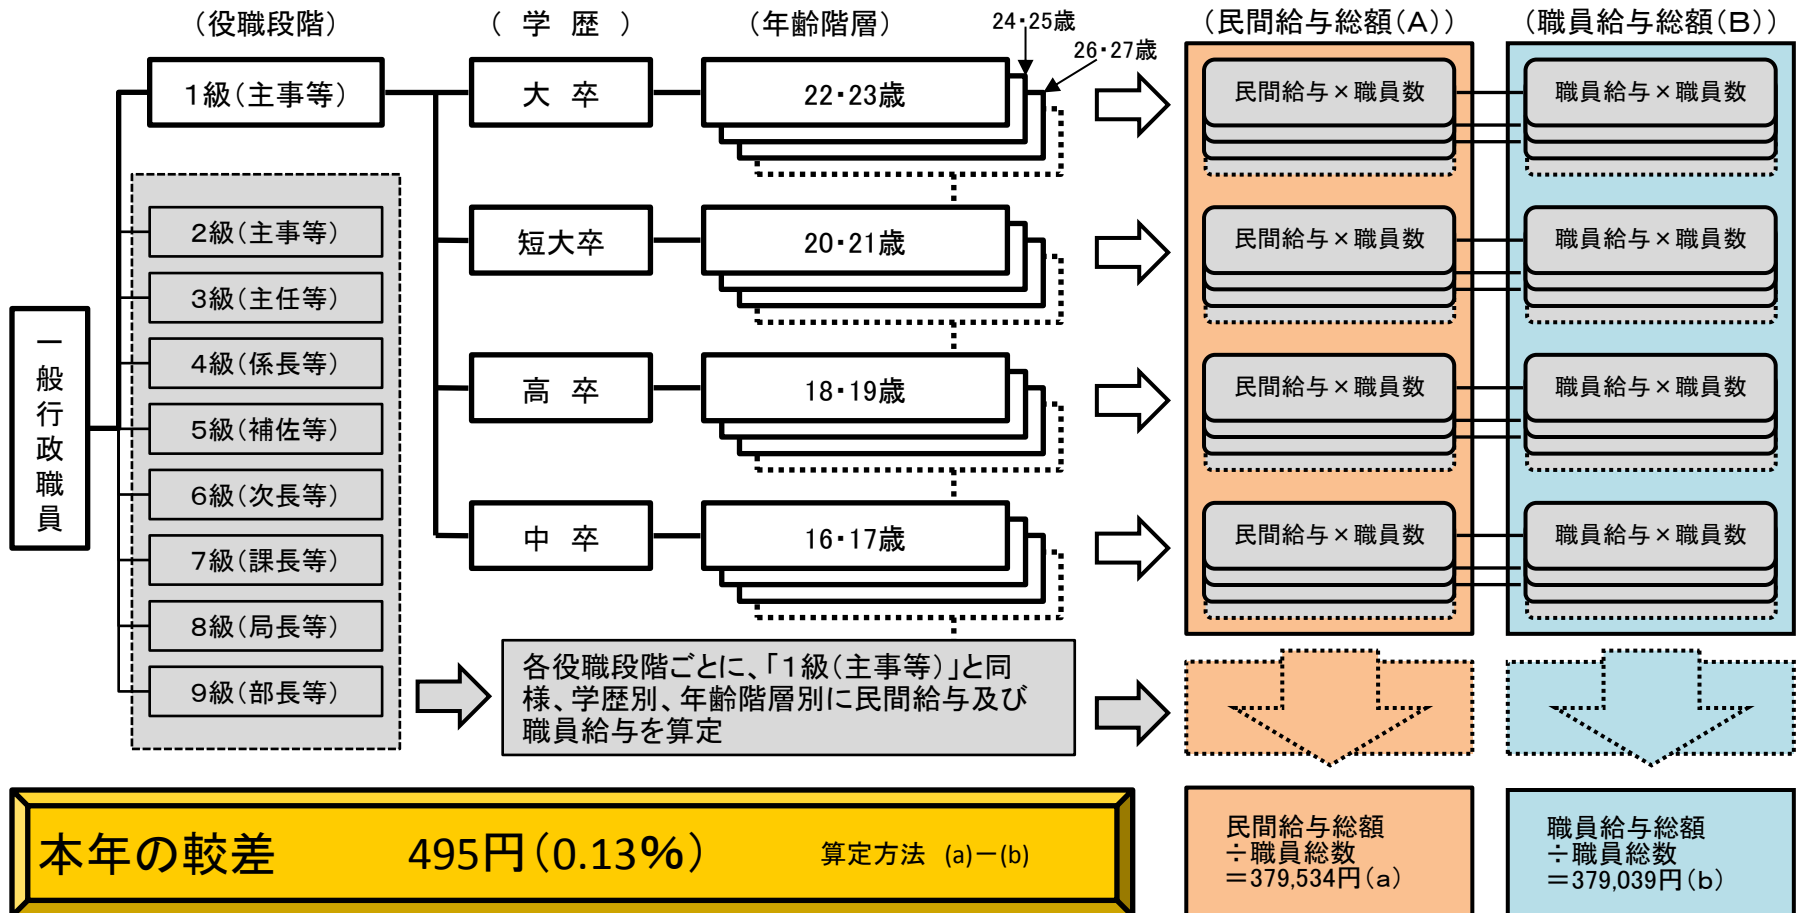 (役職段階)
( 学 歴 )
(年齢階層)
24・25歳
26・27歳
(民間給与総額(A))
(職員給与総額(B))
1級(主事等)
大 卒
22・23歳
民間給与×職員数
職員給与×職員数
2級(主事等)
短大卒
20・21歳
民間給与×職員数
職員給与×職員数
3級(主任等)
一般行政職員
4級(係長等)
高 卒
18・19歳
民間給与×職員数
職員給与×職員数
5級(補佐等)
6級(次長等)
中 卒
16・17歳
民間給与×職員数
職員給与×職員数
7級(課長等)
8級(局長等)
9級(部長等)
各役職段階ごとに、「1級(主事等)」と同
様、学歴別、年齢階層別に民間給与及び
職員給与を算定
本年の較差 495円(0.13%) 算定方法 (a)-(b)
民間給与総額
÷職員総数
=379,534円(a)
職員給与総額
÷職員総数
=379,039円(b)